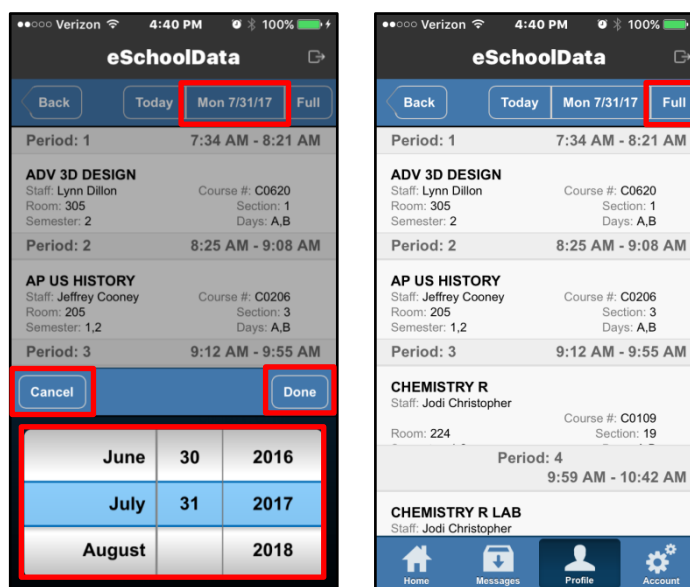 Verizon 4:40 PM 100%
eSchoolData
Back Today Mon 7/31/17 Full
Period: 1 7:34 AM - 8:21 AM
ADV 3D DESIGN
Staff: Lynn Dillon Course #: C0620
Room: 305 Section: 1
Semester: 2 Days: A,B
Period: 2 8:25 AM - 9:08 AM
AP US HISTORY
Staff: Jeffrey Cooney Course #: C0206
Room: 205 Section: 3
Semester: 1,2 Days: A,B
Period: 3 9:12 AM - 9:55 AM
Cancel Done
June 30 2016
July 31 2017
August 2018
Verizon 4:40 PM 100%
eSchoolData
Back Today Mon 7/31/17 Full
Period: 1 7:34 AM - 8:21 AM
ADV 3D DESIGN
Staff: Lynn Dillon Course #: C0620
Room: 305 Section: 1
Semester: 2 Days: A,B
Period: 2 8:25 AM - 9:08 AM
AP US HISTORY
Staff: Jeffrey Cooney Course #: C0206
Room: 205 Section: 3
Semester: 1,2 Days: A,B
Period: 3 9:12 AM - 9:55 AM
CHEMISTRY R
Staff: Jodi Christopher
Course #: C0109
Room: 224 Section: 19
Period: 4
9:59 AM - 10:42 AM
CHEMISTRY R LAB
Staff: Jodi Christopher
Home Messages Profile Account